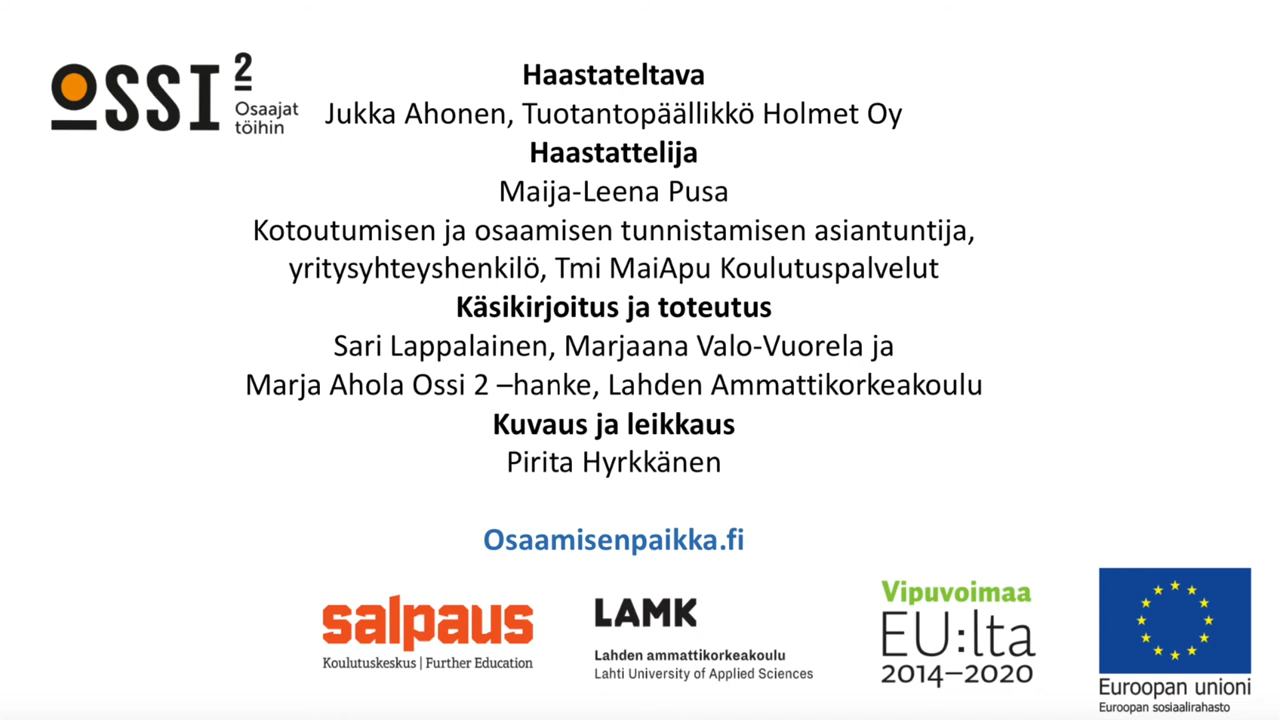 OSSI 2
Osaajat
töihin
Haastateltava
Jukka Ahonen, Tuotantopäällikkö Holmet Oy
Haastattelija
Maija-Leena Pusa
Kotoutumisen ja osaamisen tunnistamisen asiantuntija,
yritysyhteyshenkilö, Tmi MaiApu Koulutuspalvelut
Käsikirjoitus ja toteutus
Sari Lappalainen, Marjaana Valo-Vuorela ja
Marja Ahola Ossi 2 –hanke, Lahden Ammattikorkeakoulu
Kuvaus ja leikkaus
Pirita Hyrkkänen
Osaamisenpaikka.fi
salpaus
Koulutuskeskus | Further Education
LAMK
Lahden ammattikorkeakoulu
Lahti University of Applied Sciences
Vipuvoimaa
EU:lta
2014–2020
Euroopan unioni
Euroopan sosiaalirahasto